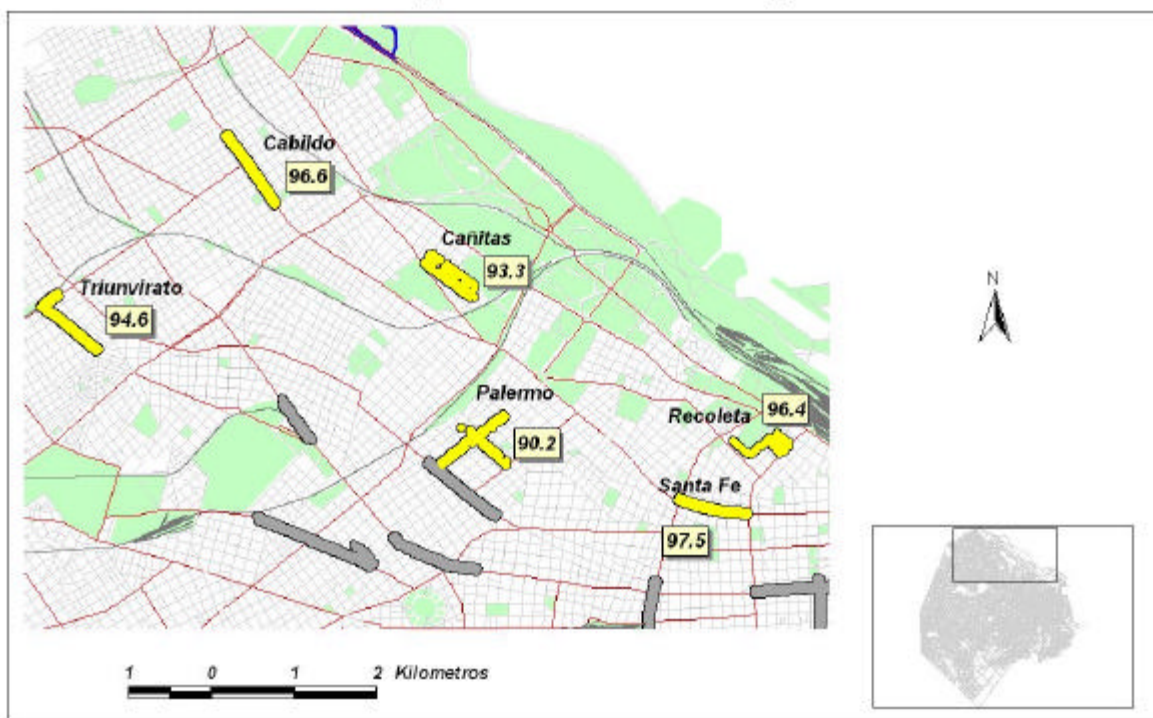 Cabildo
96.6
Cañitas
93.3
Triunvirato
94.6
N
Palermo
90.2
Recoleta
96.4
Santa Fe
97.5
1 0 1 2 Kilometros